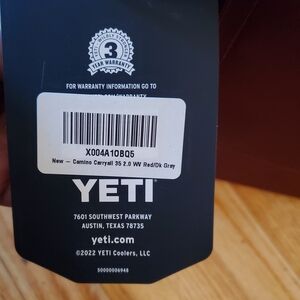 3
YEAR WARRANTY
FOR WARRANTY INFORMATION GO TO
X004A1OBQ5
New — Camino Carryall 35 2.0 WV Red/Dk Gray
YETI
7601 SOUTHWEST PARKWAY
AUSTIN, TEXAS 78735
yeti.com
©2022 YETI Coolers, LLC
50000006948